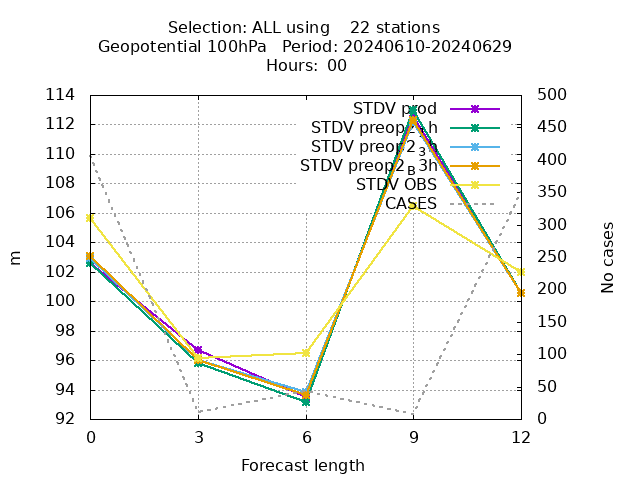 Selection: ALL using    22 stations
Geopotential 100hPa   Period: 20240610-20240629
Hours:  00
114
112
110
108
106
104
102
100
98
96
94
92
m
500
450
400
350
300
250
200
150
100
50
0
No cases
STDV prod
h
STDV preop2 3h
STDV preop2 B 3h
STDV OBS
CASES
0 3 6 9 12
Forecast length